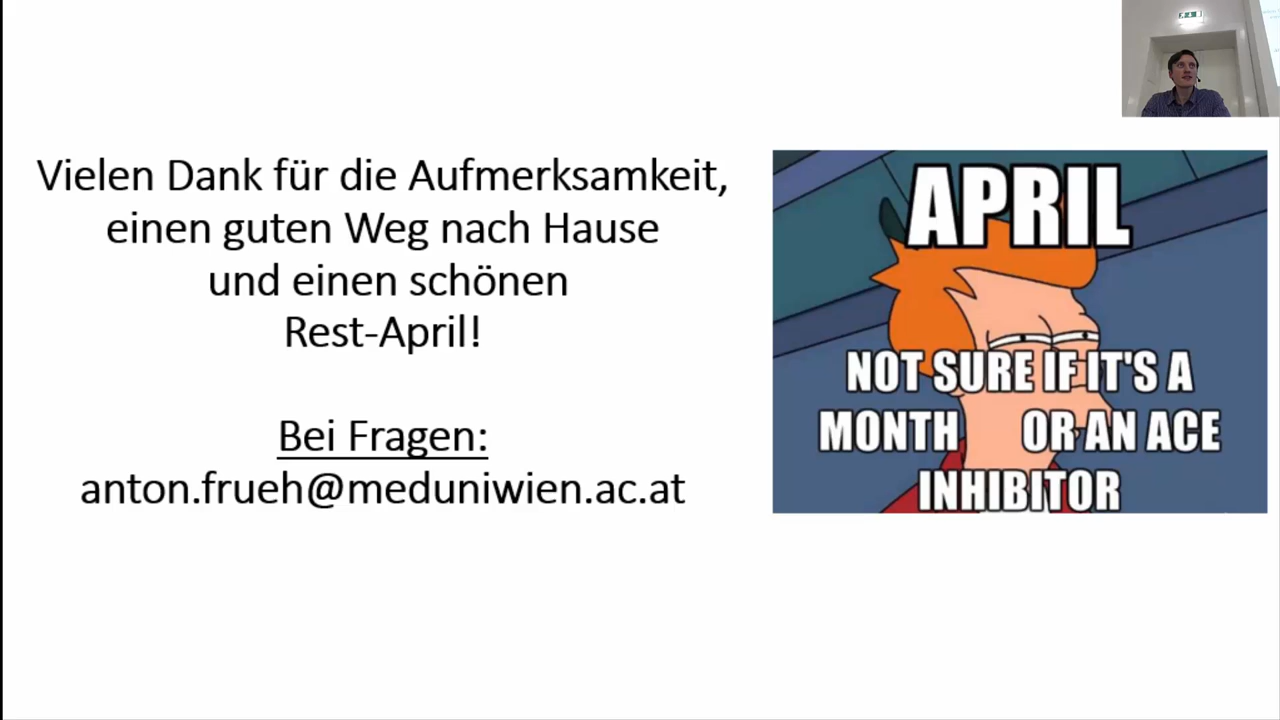 Vielen Dank für die Aufmerksamkeit,
einen guten Weg nach Hause
und einen schönen
Rest-April!
Bei Fragen:
anton.frueh@meduniwien.ac.at
APRIL
NOT SURE IF IT'S A
MONTH OR AN ACE
INHIBITOR